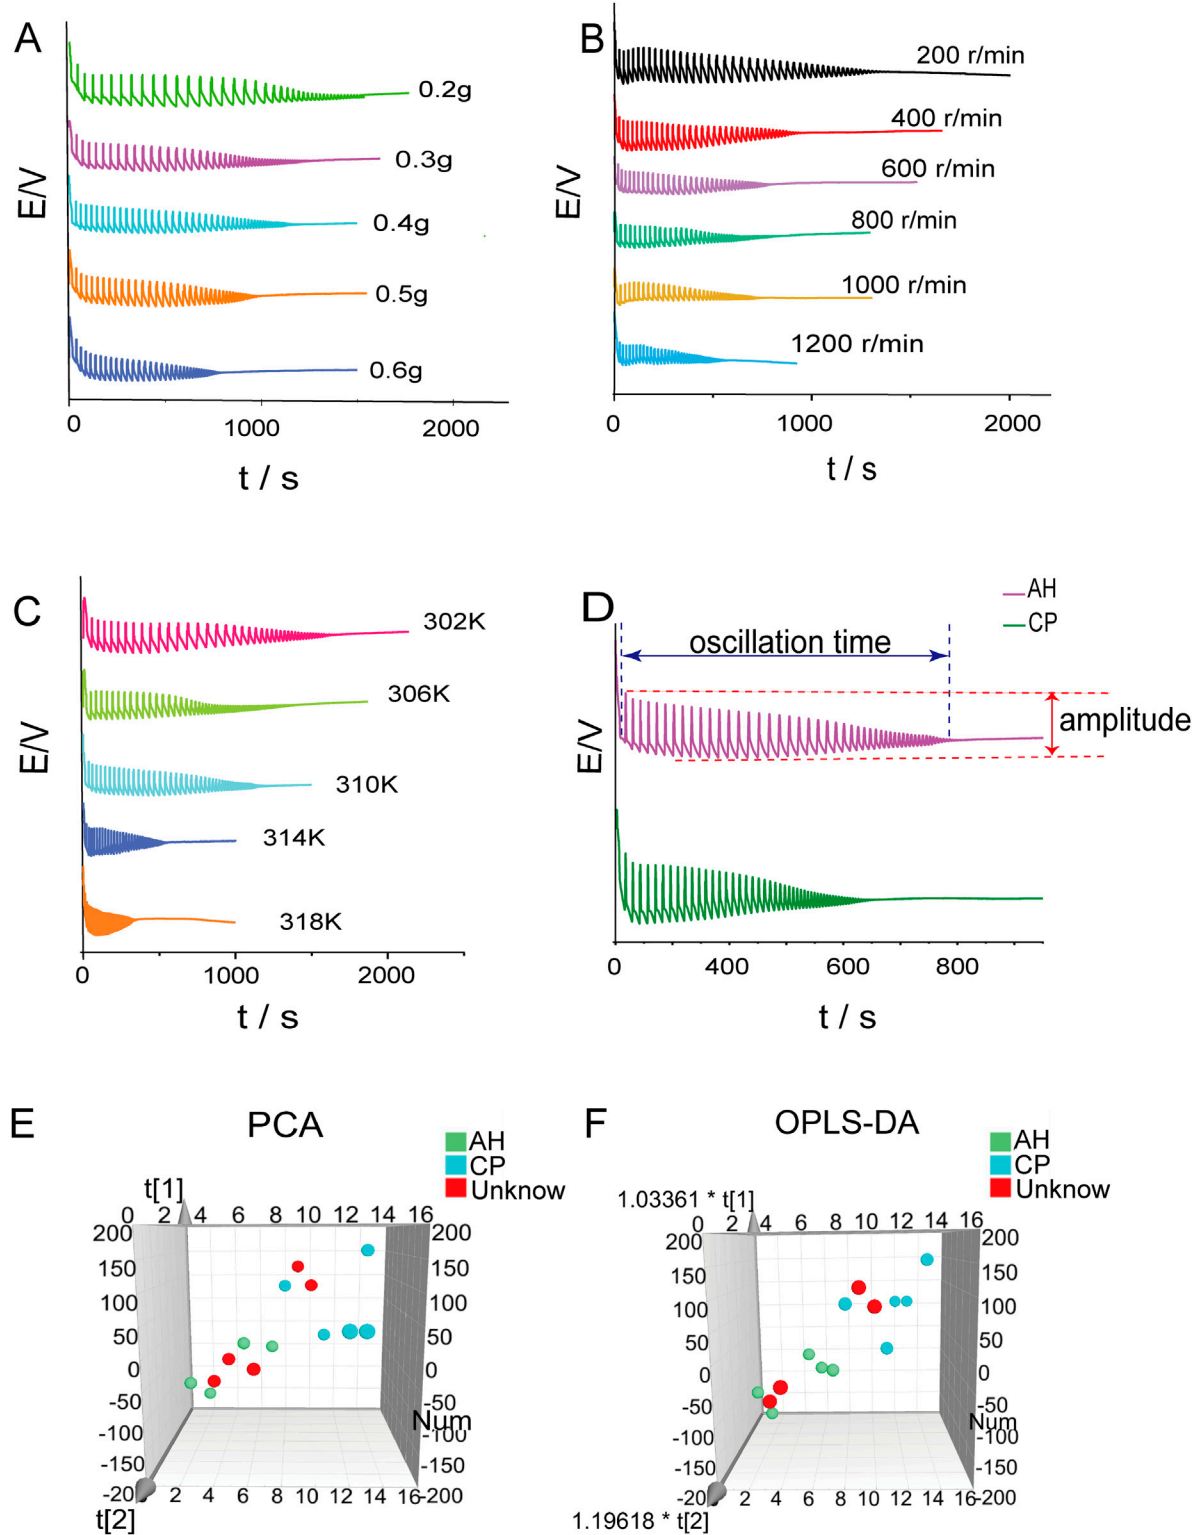 A
0.2g
0.3g
0.4g
0.5g
0.6g
E/V
0 1000 2000
t / s
B
200 r/min
400 r/min
600 r/min
800 r/min
1000 r/min
1200 r/min
E/V
0 1000 2000
t / s
C
302K
306K
310K
314K
318K
E/V
0 1000 2000
t / s
D
AH
CP
oscillation time
amplitude
E/V
0 400 600 800
t / s
E
PCA
AH
CP
Unknow
t[1]
0 2 4 6 8 10 12 14 16
200 200
150 150
100 100
50 50
0 0
-50 -50
Num
-100 -100
-150 -150
-20 2 4 6 8 10 12 14 16 -200
t[2]
F
OPLS-DA
AH
CP
Unknow
1.03361 * t[1]
0 2 4 6 8 10 12 14 16
200 200
150 150
100 100
50 50
0 0
-50 -50
Num
-100 -100
-150 -150
-20 2 4 6 8 10 12 14 16 -200
1.19618 * t[2]